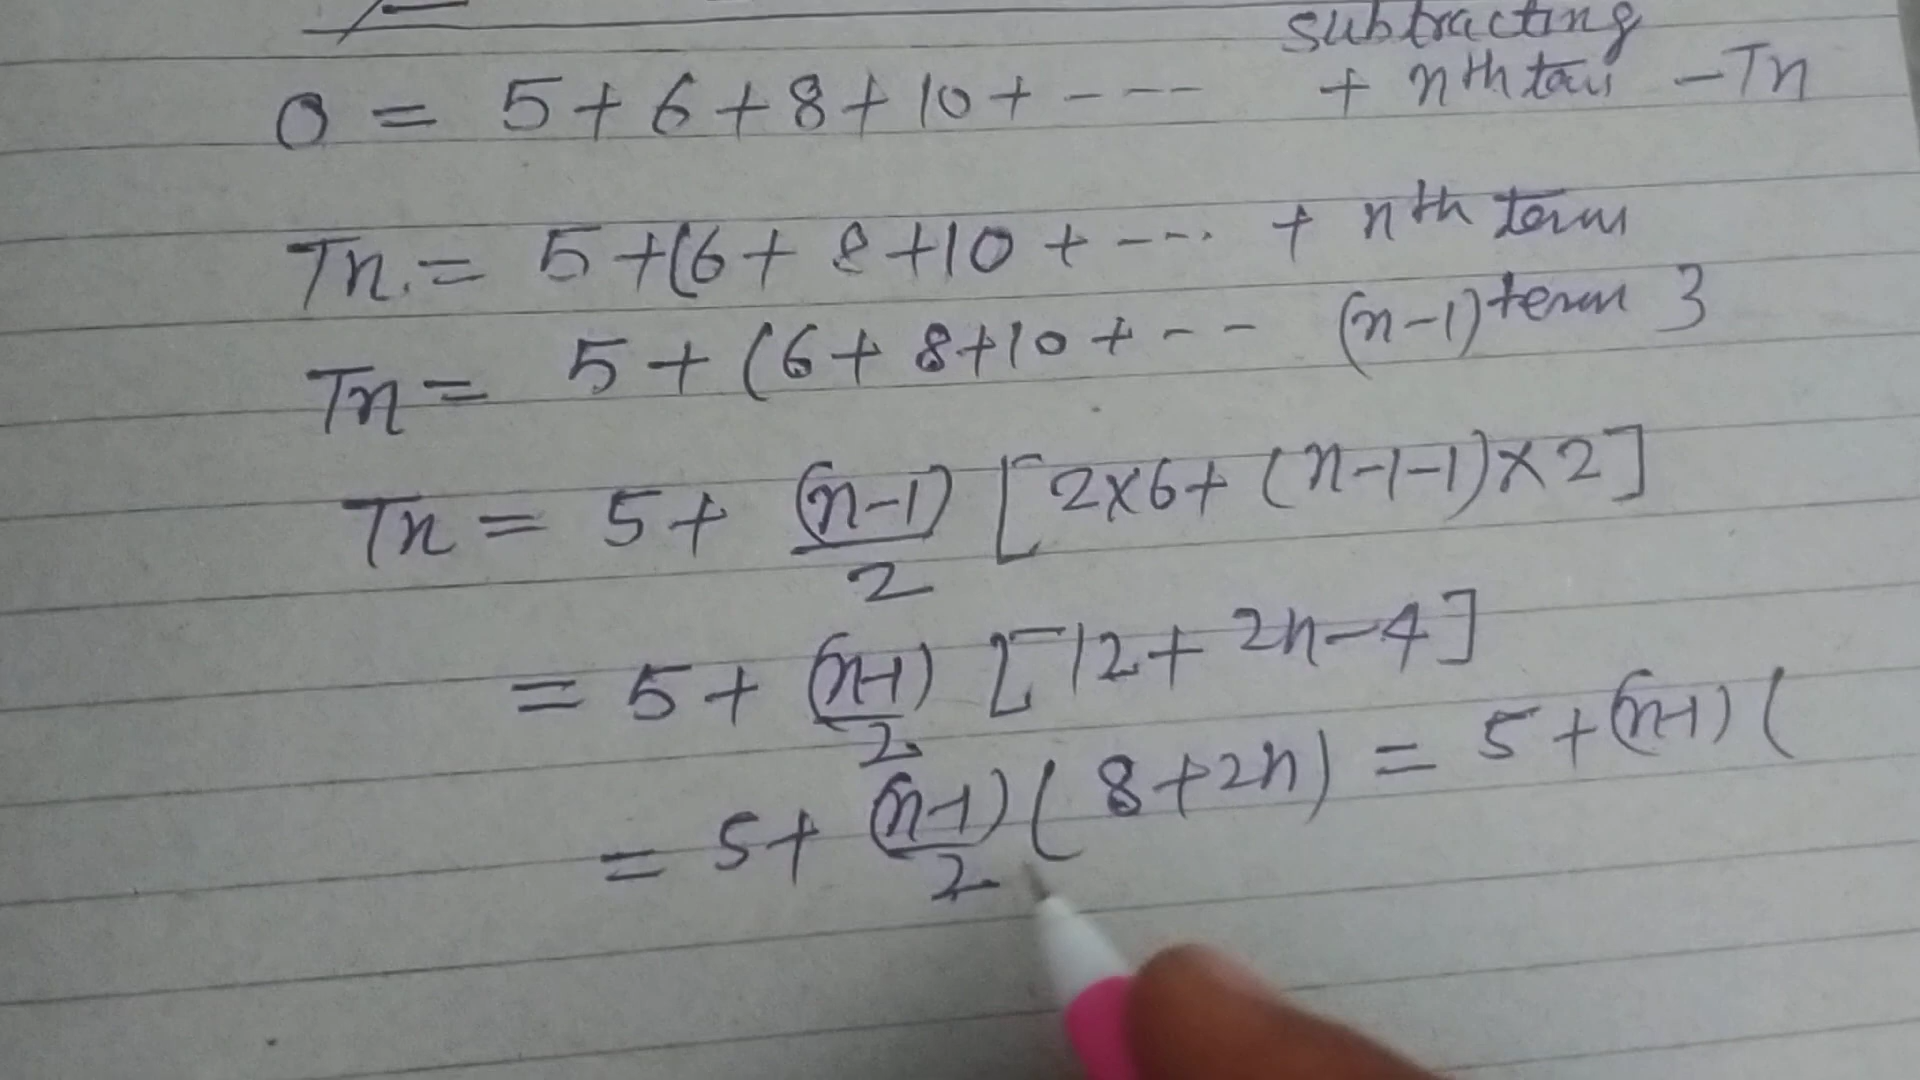 subtracting
0 = 5 + 6 + 8 + 10 + - - - + nth - Tn
Tn. = 5 + (6 + 8 + 10 + - - - . + nth term
Tn = 5 + (6 + 8 + 10 + - - - (n-1) term }
Tn = 5 + (n-1)/2 [2×6 + (n-1-1)×2]
= 5 + (n-1)/2 [12 + 2n - 4]
= 5 + (n-1)/2 (8 + 2n) = 5 + (n-1) (